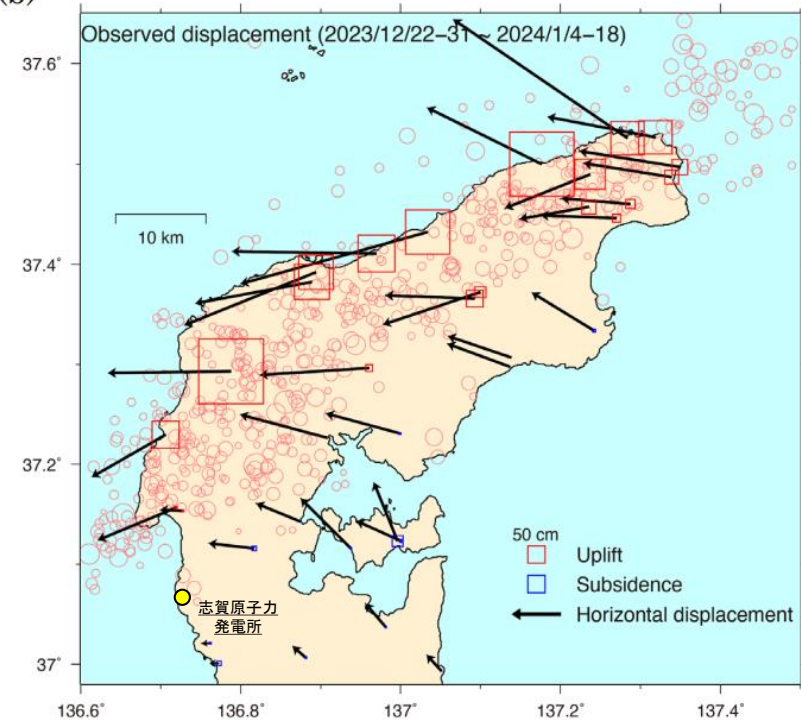 (b)
Observed displacement (2023/12/22–31 ~ 2024/1/4–18)
37.6°
37.4°
37.2°
37°
10 km
志賀原子力
発電所
50 cm
Uplift
Subsidence
Horizontal displacement
136.6° 136.8° 137° 137.2° 137.4°